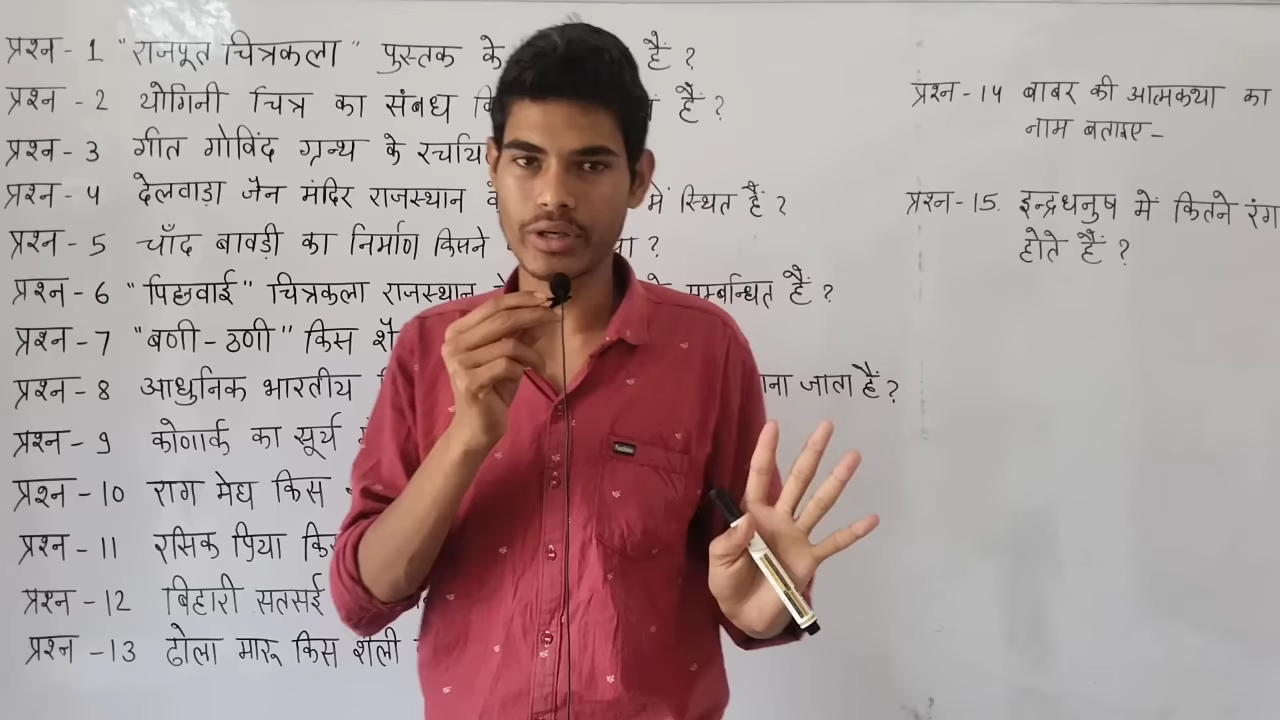 प्रश्न - 1 "राजपूत चित्रकला" पुस्तक के हैं ?
प्रश्न - 2 योगिनी चित्र का संबध हैं ?
प्रश्न - 3 गीत गोविंद ग्रन्थ के
प्रश्न - 4 देलवाड़ा जैन मंदिर राजस्थान में स्थित हैं ?
प्रश्न - 5 चाँद बावड़ी का निर्माण किसने ?
प्रश्न - 6 "पिछवाई" चित्रकला राजस्थान सम्बन्धित हैं ?
प्रश्न - 7 "बणी - ठणी" किस
प्रश्न - 8 आधुनिक भारतीय जाता हैं ?
प्रश्न - 9 कोणार्क का सूर्य
प्रश्न - 10 राग मेघ किस
प्रश्न - 11 रसिक प्रिया
प्रश्न - 12 बिहारी सतसई
प्रश्न - 13 ढोला मारू किस शैली
प्रश्न - 14 बाबर की आत्मकथा का
नाम बताइए -
प्रश्न - 15. इन्द्रधनुष में कितने रंग
होते हैं ?